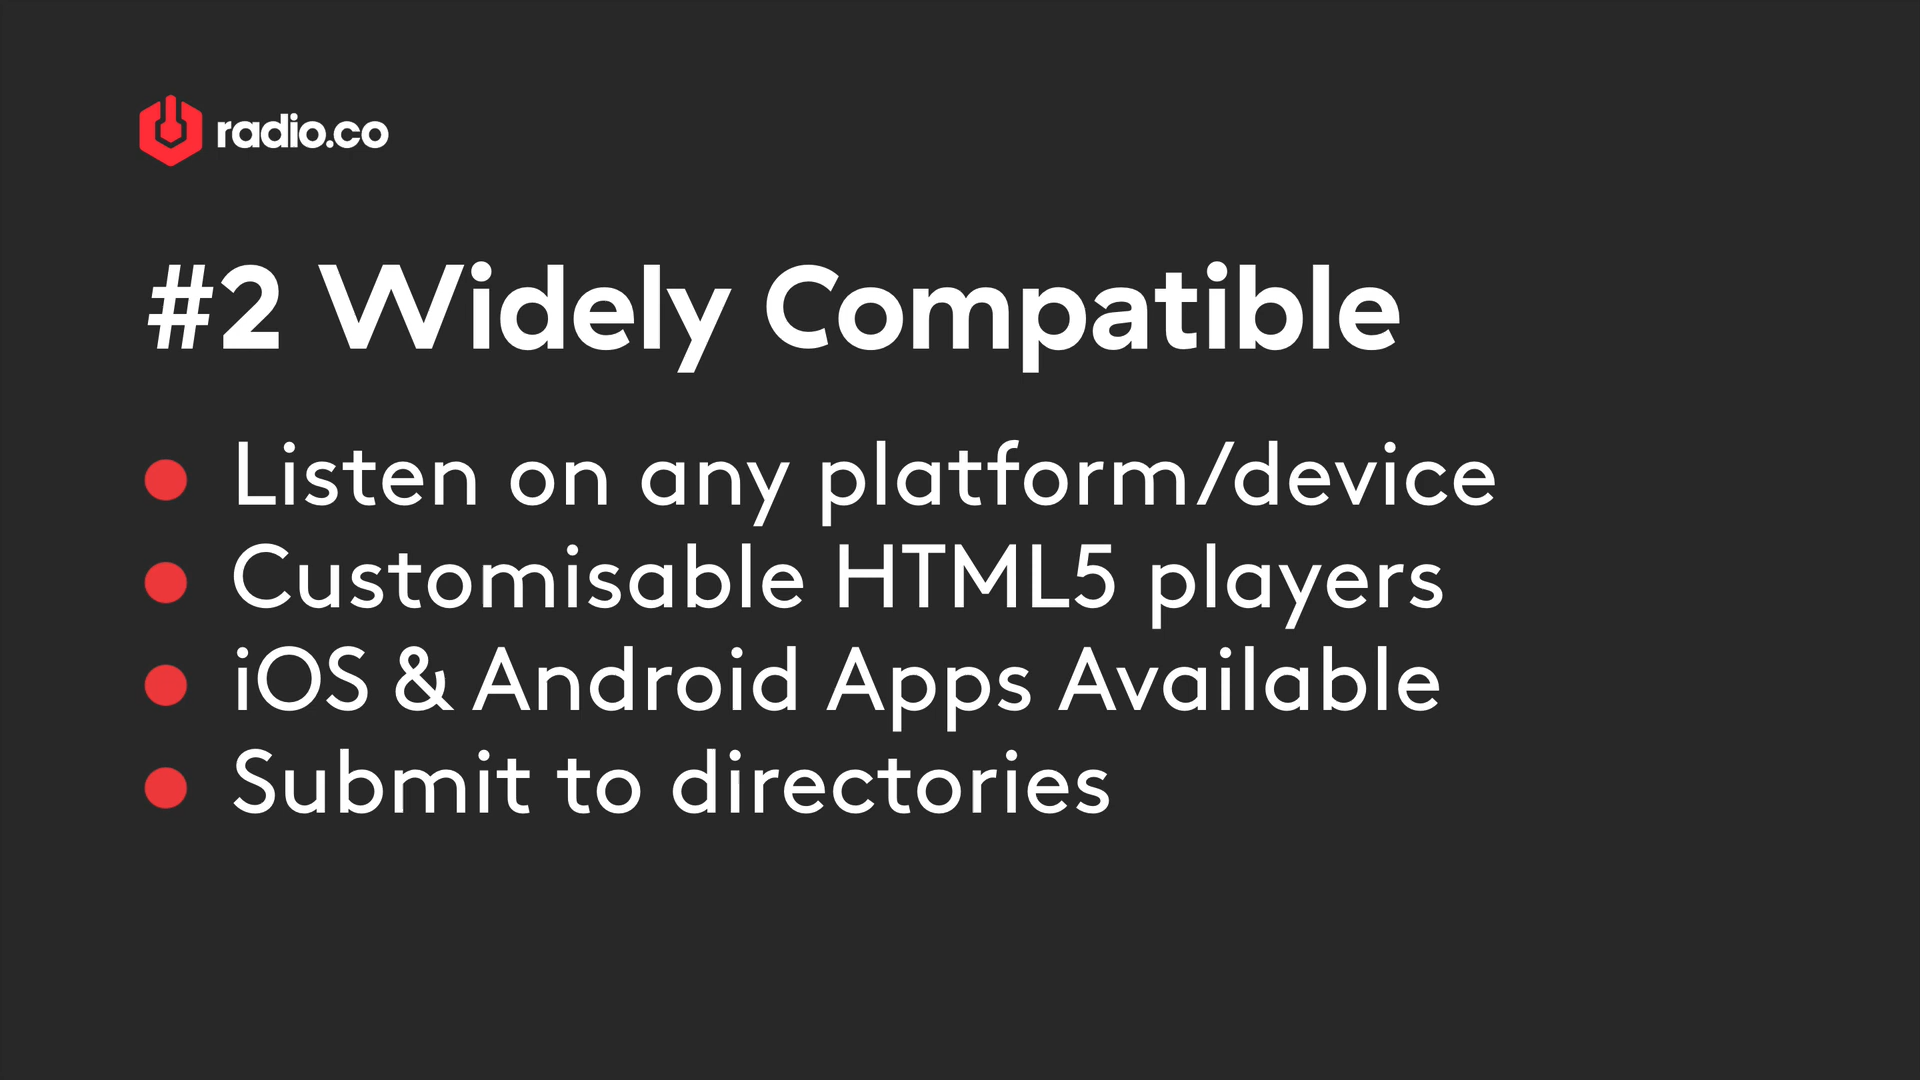 radio.co
#2 Widely Compatible
Listen on any platform/device
Customisable HTML5 players
iOS & Android Apps Available
Submit to directories